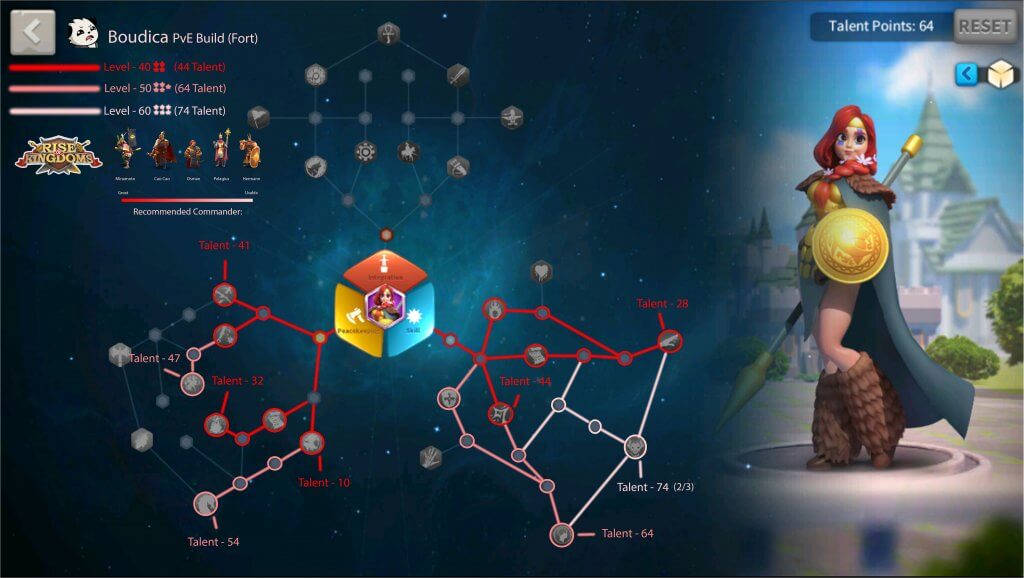 Boudica PvE Build (Fort)
Talent Points: 64
RESET
Level - 40 (44 Talent)
Level - 50 (64 Talent)
Level - 60 (74 Talent)
RISE OF KINGDOMS
Minamoto
Cao Cao
Osman
Pelagius
Hermann
Great
Usable
Recommended Commander:
Talent - 41
Integration
Peacekeeping
Skill
Talent - 28
Talent - 47
Talent - 32
Talent - 44
Talent - 10
Talent - 74 (2/3)
Talent - 54
Talent - 64